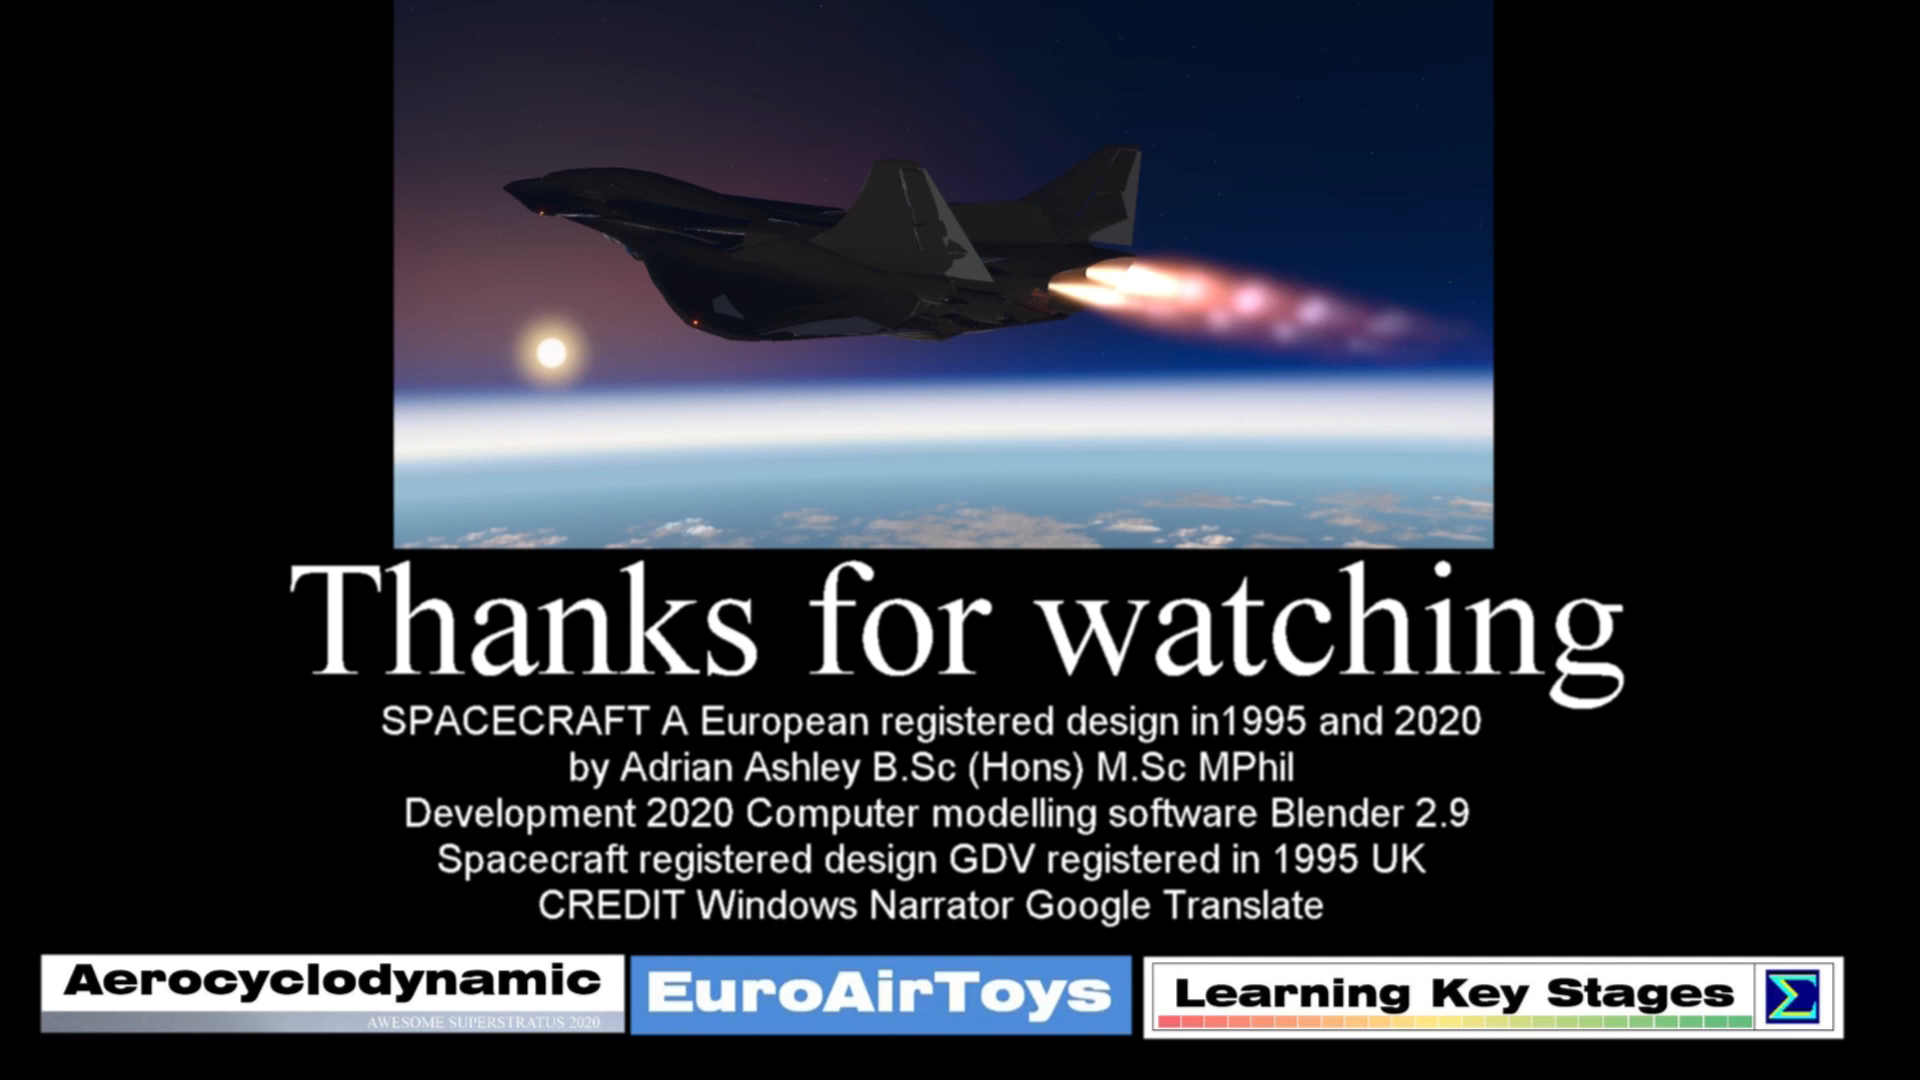 Thanks for watching
SPACECRAFT A European registered design in1995 and 2020
by Adrian Ashley B.Sc (Hons) M.Sc MPhil
Development 2020 Computer modelling software Blender 2.9
Spacecraft registered design GDV registered in 1995 UK
CREDIT Windows Narrator Google Translate
Aerocyclodynamic
AWESOME SUPERSTRATUS 2020
EuroAirToys
Learning Key Stages
Σ